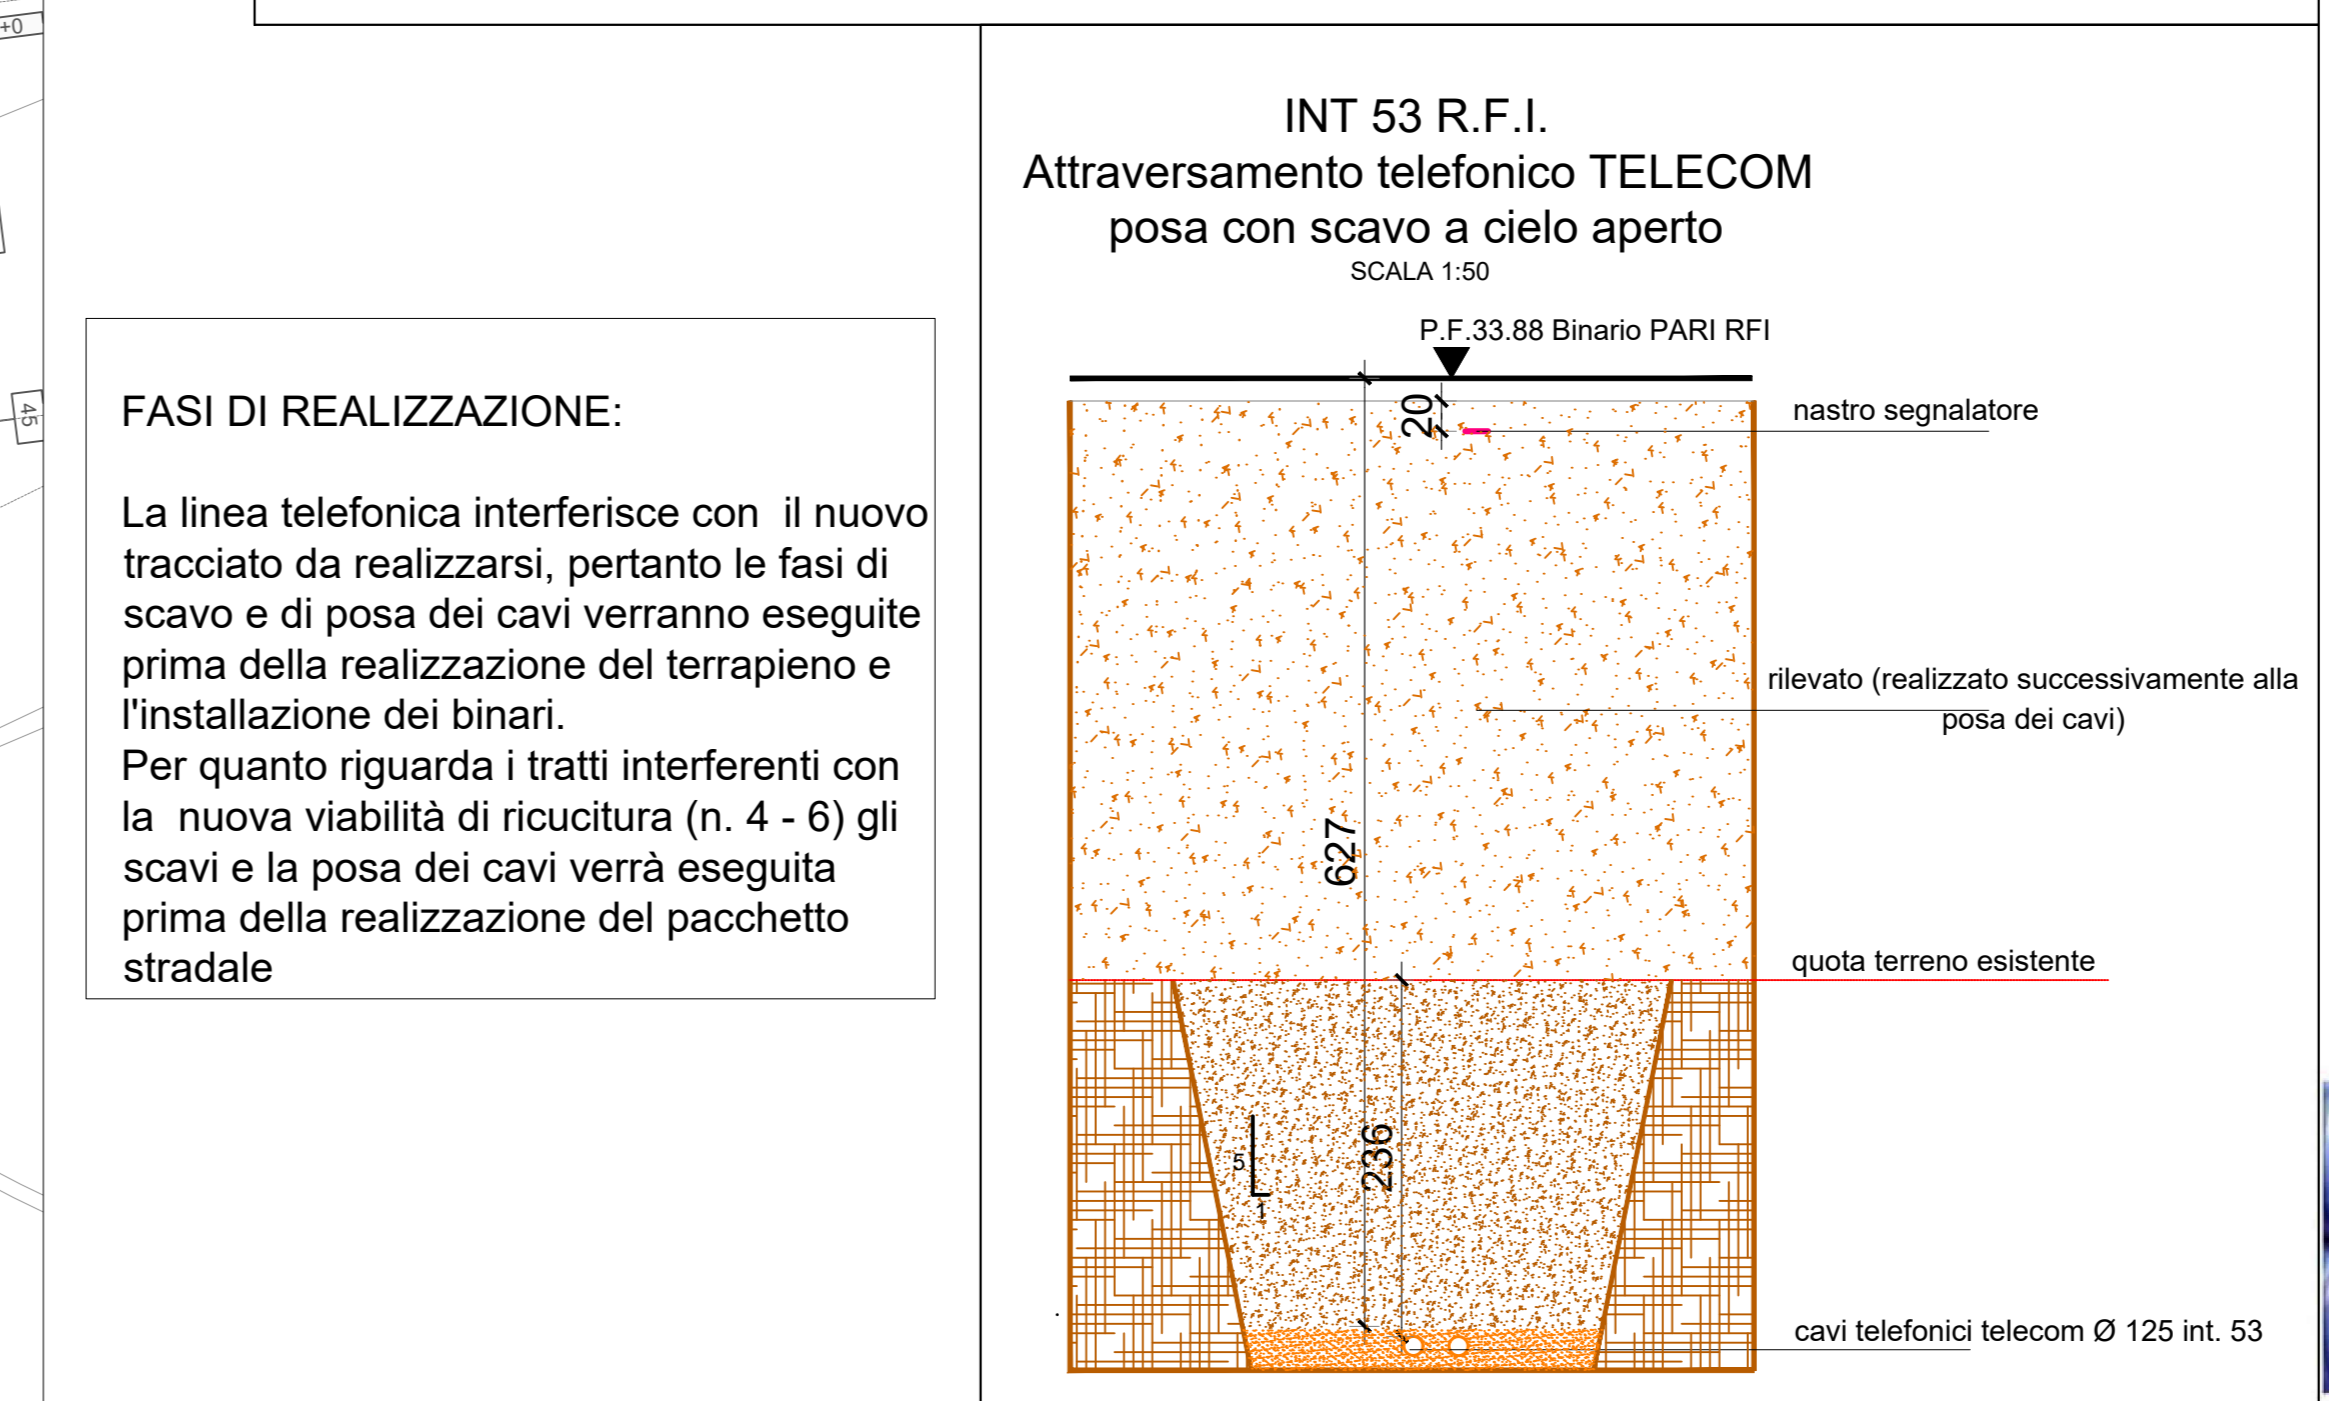 +0
45
FASI DI REALIZZAZIONE:
La linea telefonica interferisce con il nuovo
tracciato da realizzarsi, pertanto le fasi di
scavo e di posa dei cavi verranno eseguite
prima della realizzazione del terrapieno e
l'installazione dei binari.
Per quanto riguarda i tratti interferenti con
la nuova viabilità di ricucitura (n. 4 - 6) gli
scavi e la posa dei cavi verrà eseguita
prima della realizzazione del pacchetto
stradale
INT 53 R.F.I.
Attraversamento telefonico TELECOM
posa con scavo a cielo aperto
SCALA 1:50
P.F.33.88 Binario PARI RFI
20
nastro segnalatore
rilevato (realizzato successivamente alla
posa dei cavi)
627
quota terreno esistente
236
5
1
cavi telefonici telecom Ø 125 int. 53